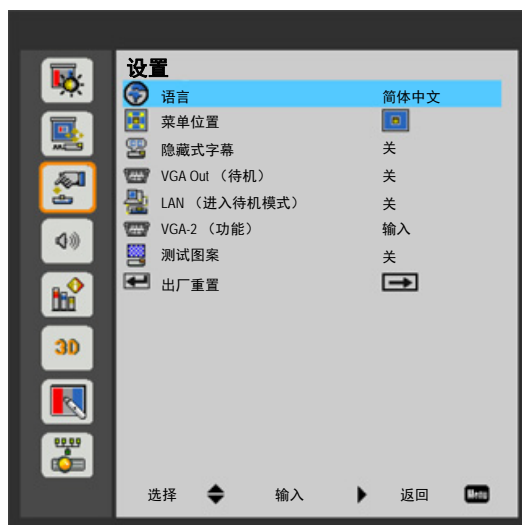 设置
语言 简体中文
菜单位置
隐藏式字幕 关
VGA Out （待机） 关
LAN （进入待机模式） 关
VGA-2 （功能） 输入
测试图案 关
出厂重置
3D
选择 输入 返回 Menu